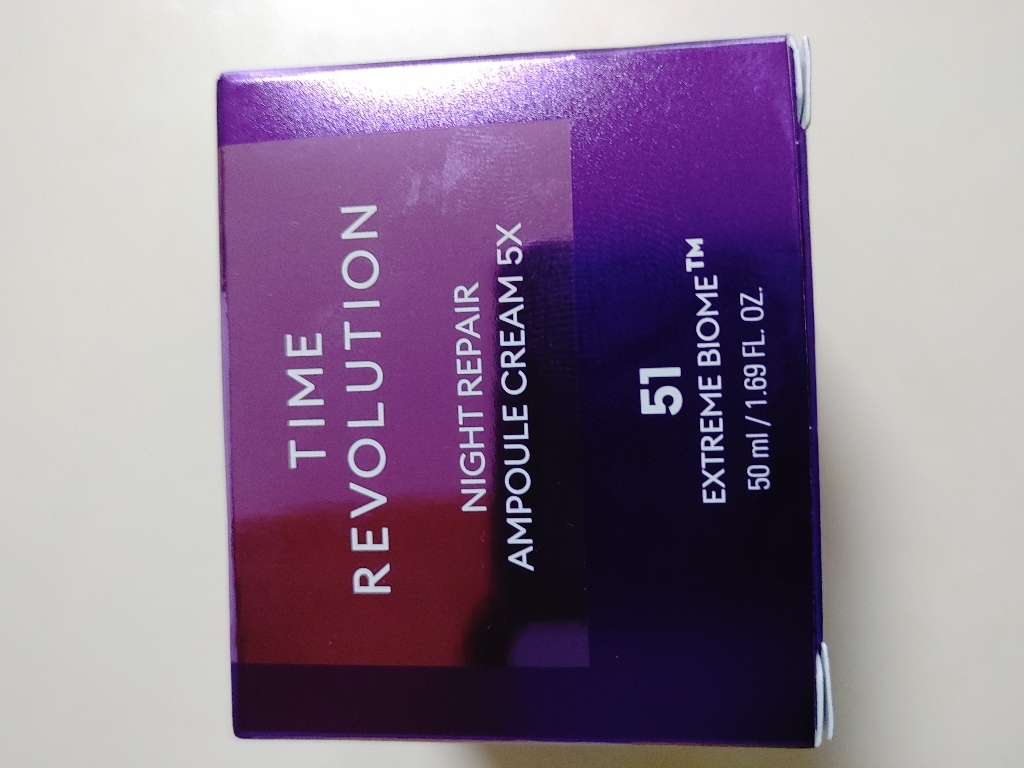 TIME
REVOLUTION
NIGHT REPAIR
AMPOULE CREAM 5X
51
EXTREME BIOME™
50 ml / 1.69 FL. OZ.